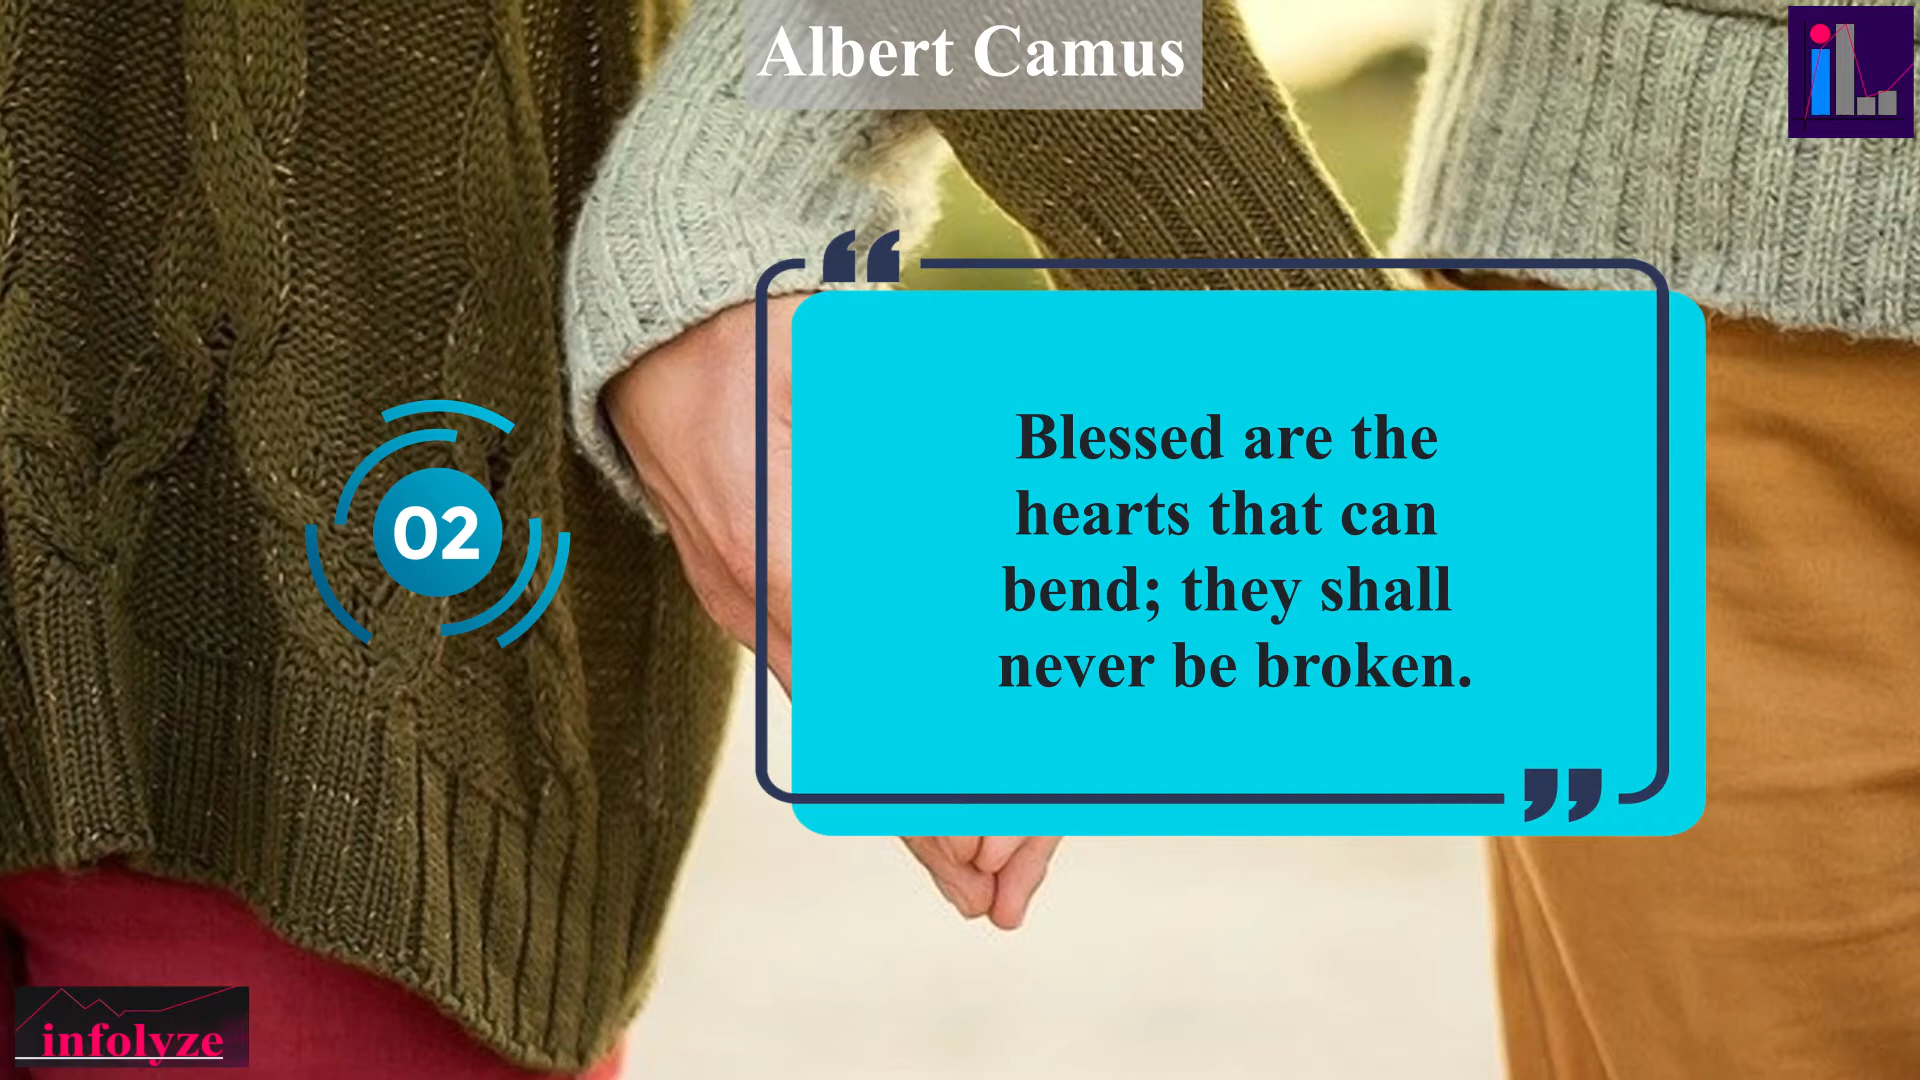 Albert Camus
02
Blessed are the
hearts that can
bend; they shall
never be broken.
infolyze